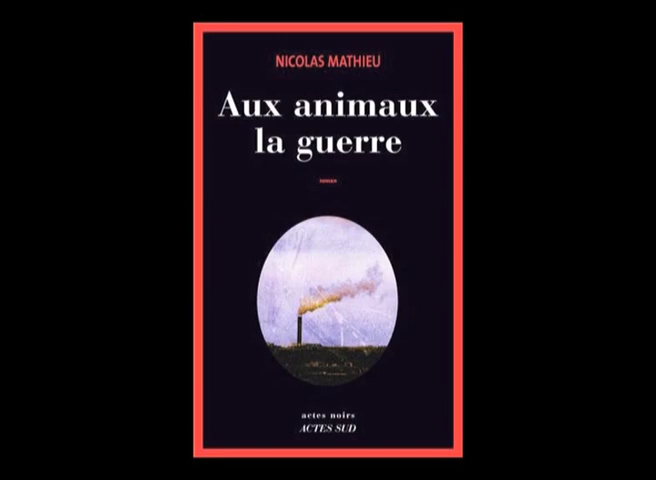 NICOLAS MATHIEU
Aux animaux
la guerre
roman
actes noirs
ACTES SUD